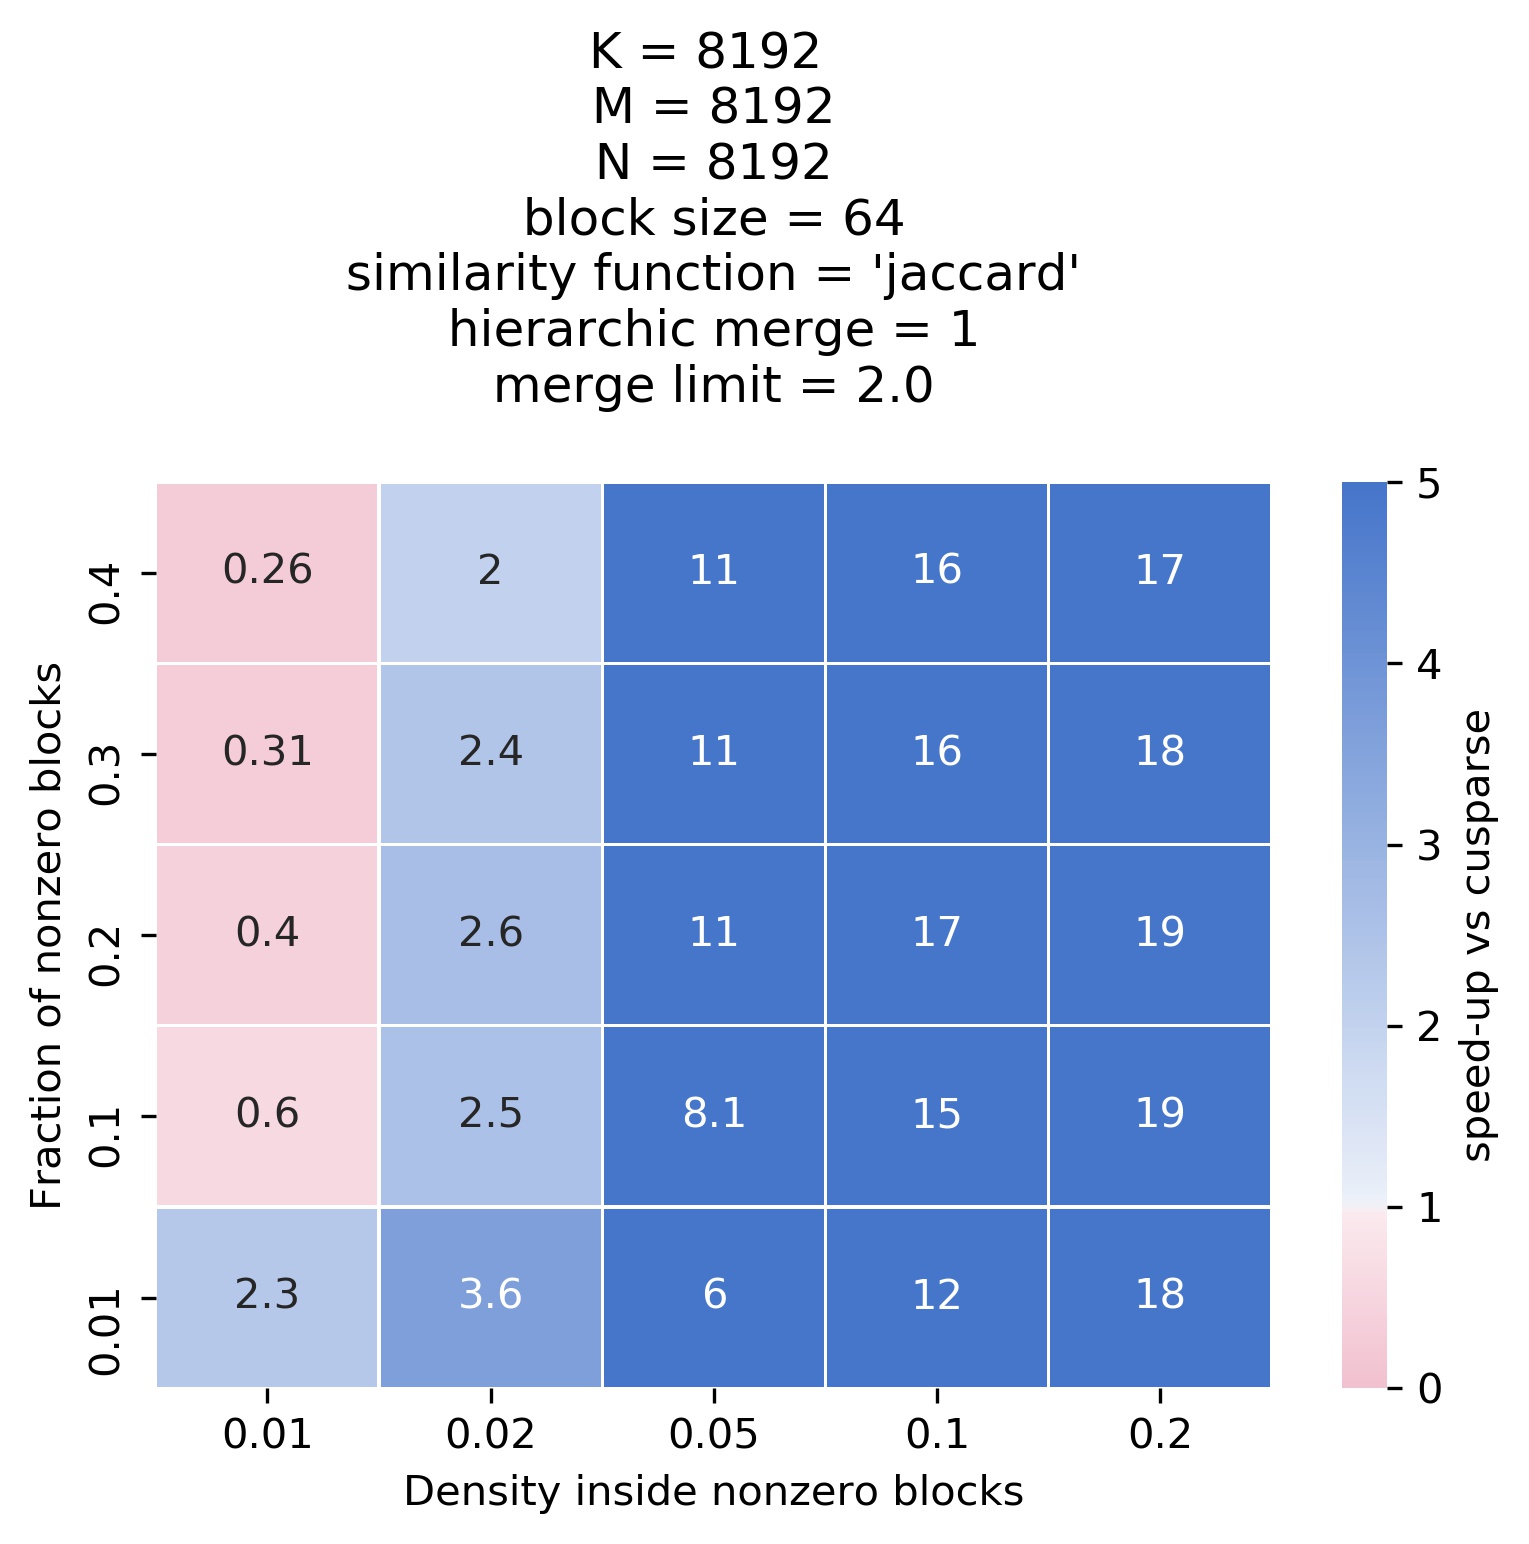 K = 8192
M = 8192
N = 8192
block size = 64
similarity function = 'jaccard'
hierarchic merge = 1
merge limit = 2.0
Fraction of nonzero blocks
0.4 0.26 2 11 16 17
0.3 0.31 2.4 11 16 18
0.2 0.4 2.6 11 17 19
0.1 0.6 2.5 8.1 15 19
0.01 2.3 3.6 6 12 18
0.01 0.02 0.05 0.1 0.2
Density inside nonzero blocks
5
4
3
2
1
0
speed-up vs cusparse